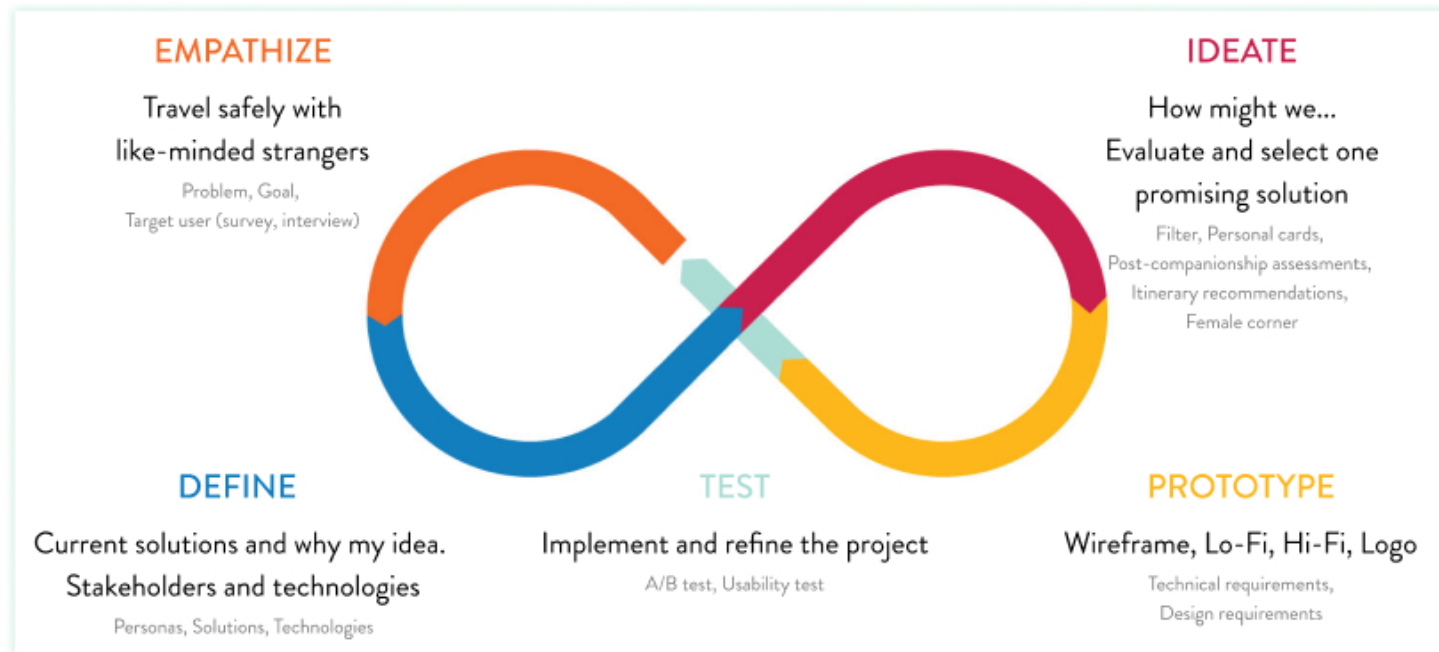 EMPATHIZE
Travel safely with
like-minded strangers
Problem, Goal,
Target user (survey, interview)
IDEATE
How might we...
Evaluate and select one
promising solution
Filter, Personal cards,
Post-companionship assessments,
Itinerary recommendations,
Female corner
DEFINE
Current solutions and why my idea.
Stakeholders and technologies
Personas, Solutions, Technologies
TEST
Implement and refine the project
A/B test, Usability test
PROTOTYPE
Wireframe, Lo-Fi, Hi-Fi, Logo
Technical requirements,
Design requirements